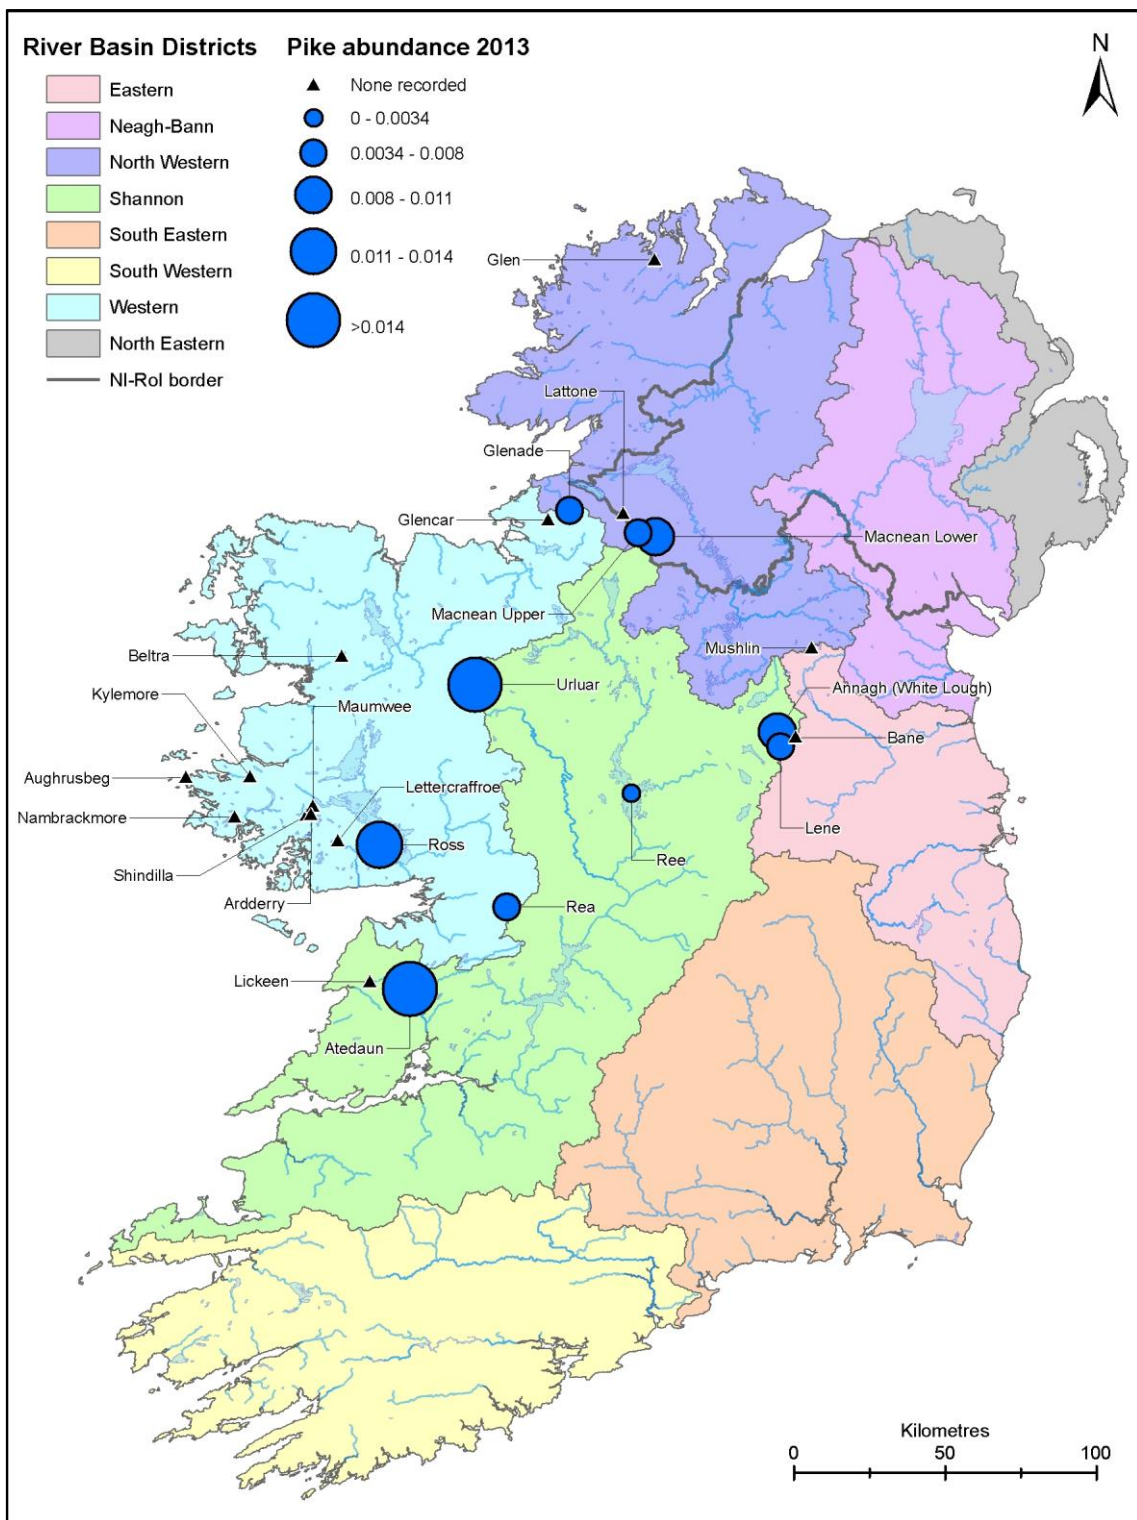 River Basin Districts
Eastern
Neagh-Bann
North Western
Shannon
South Eastern
South Western
Western
North Eastern
NI-RoI border
Pike abundance 2013
None recorded
0 - 0.0034
0.0034 - 0.008
0.008 - 0.011
0.011 - 0.014
>0.014
N
Glen
Lattone
Glenade
Glencar
Macnean Lower
Macnean Upper
Mushlin
Beltra
Urluar
Annagh (White Lough)
Kylemore
Maumwee
Bane
Aughrusbeg
Lettercraffroe
Nambrackmore
Ross
Ree
Lene
Shindilla
Ardderry
Rea
Lickeen
Atedaun
Kilometres
0 50 100